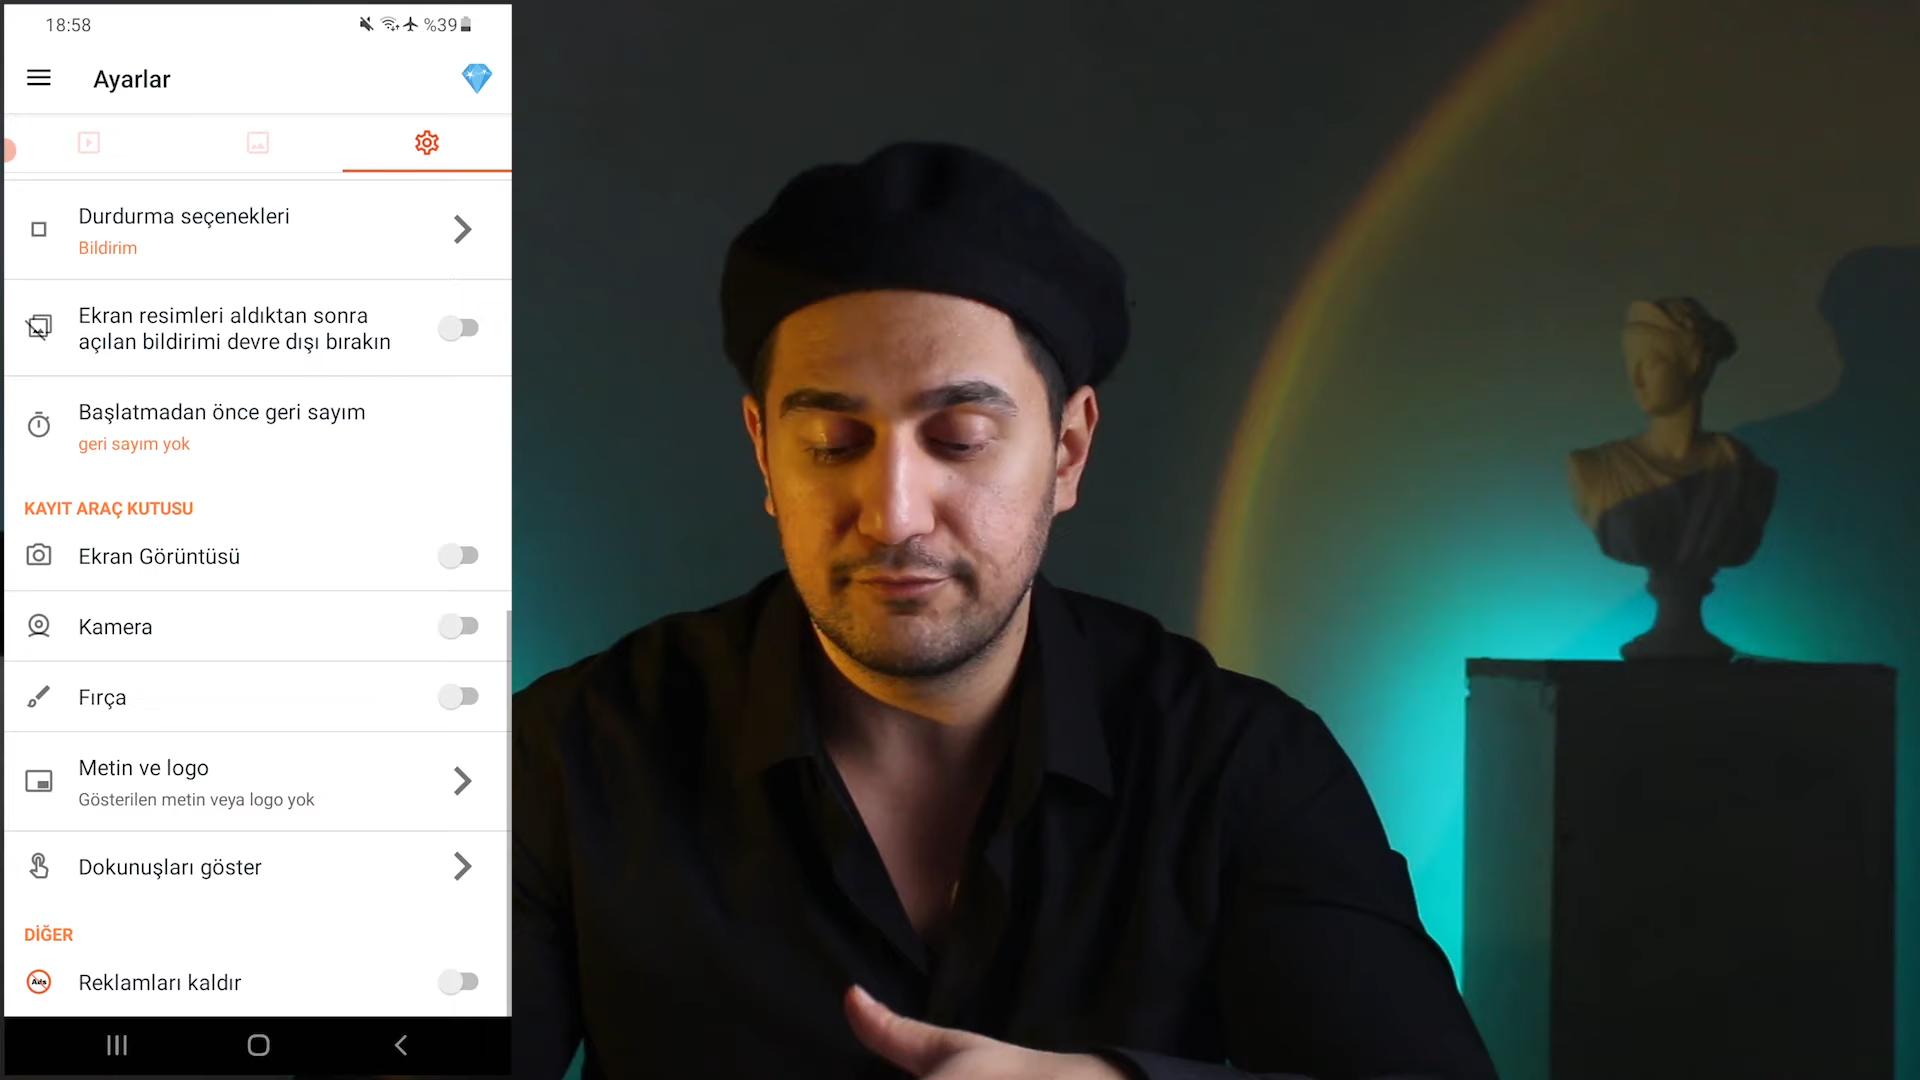 18:58
%39
Ayarlar
Durdurma seçenekleri
Bildirim
Ekran resimleri aldıktan sonra
açılan bildirimi devre dışı bırakın
Başlatmadan önce geri sayım
geri sayım yok
KAYIT ARAÇ KUTUSU
Ekran Görüntüsü
Kamera
Fırça
Metin ve logo
Gösterilen metin veya logo yok
Dokunuşları göster
DİĞER
Ads
Reklamları kaldır